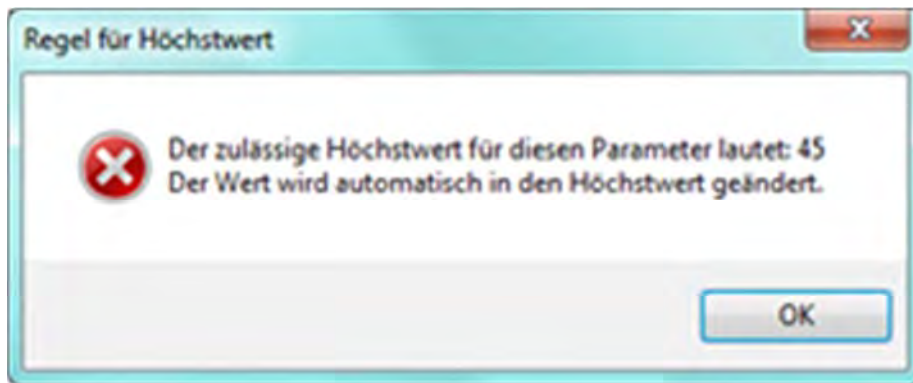 Regel für Höchstwert
Der zulässige Höchstwert für diesen Parameter lautet: 45
Der Wert wird automatisch in den Höchstwert geändert.
OK